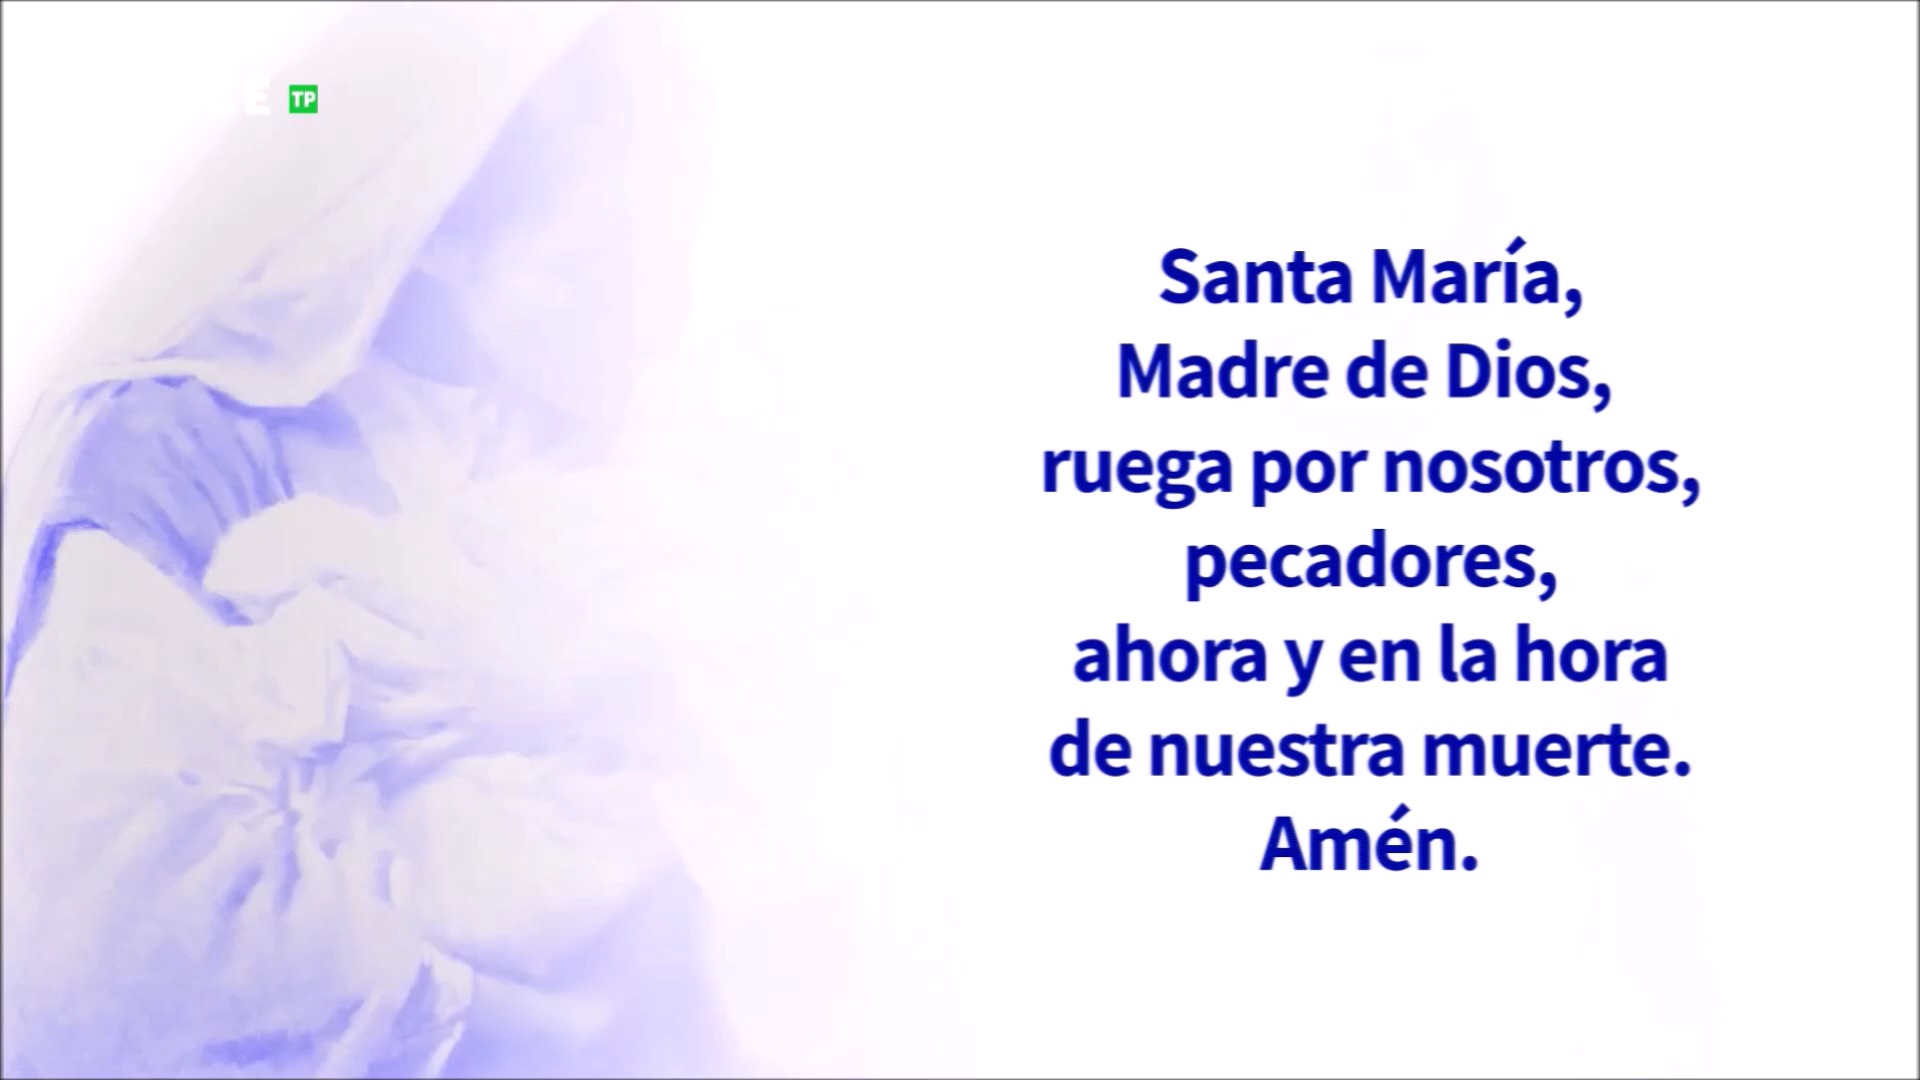 TP
Santa María,
Madre de Dios,
ruega por nosotros,
pecadores,
ahora y en la hora
de nuestra muerte.
Amén.